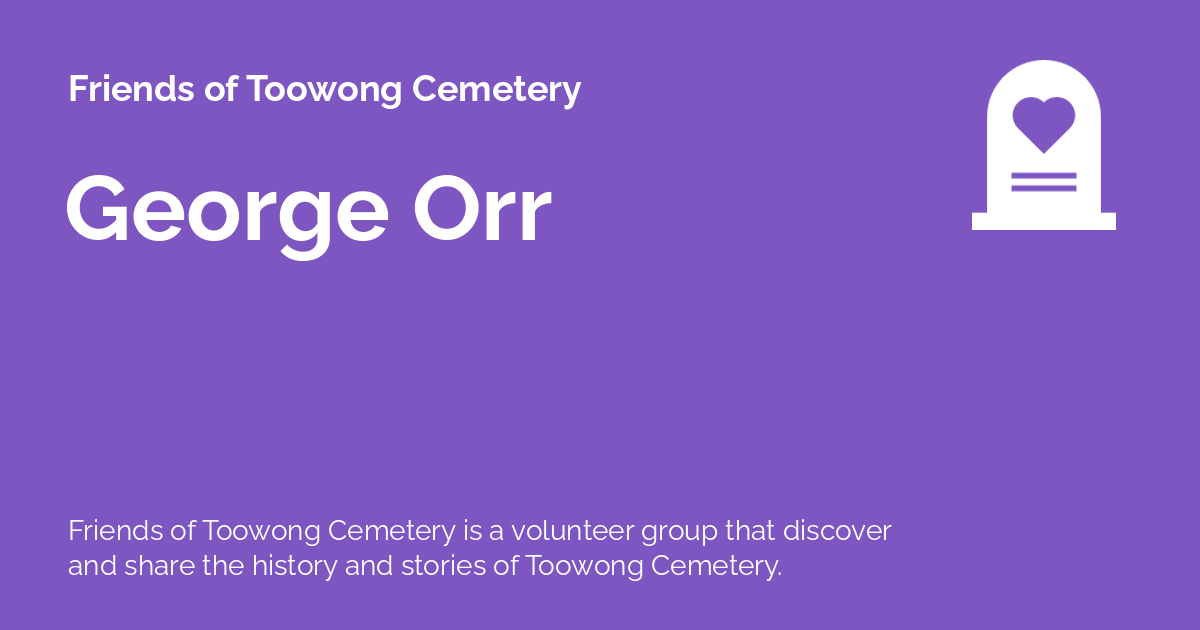 Friends of Toowong Cemetery
George Orr
Friends of Toowong Cemetery is a volunteer group that discover
and share the history and stories of Toowong Cemetery.